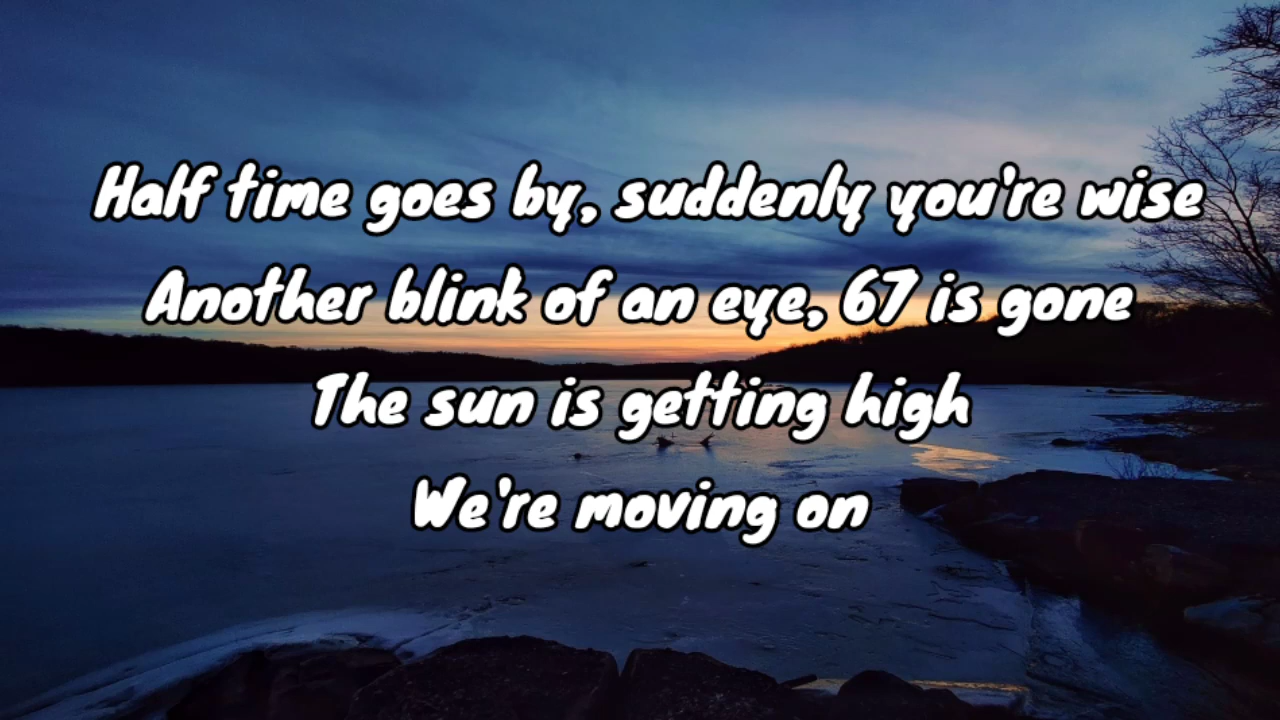 Half time goes by, suddenly you're wise
Another blink of an eye, 67 is gone
The sun is getting high
We're moving on